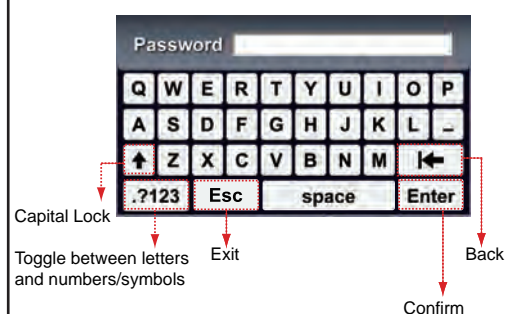 Password
Q W E R T Y U I O P
A S D F G H J K L _
Z X C V B N M
.?123 Esc space Enter
Capital Lock
Toggle between letters
and numbers/symbols
Exit
Back
Confirm